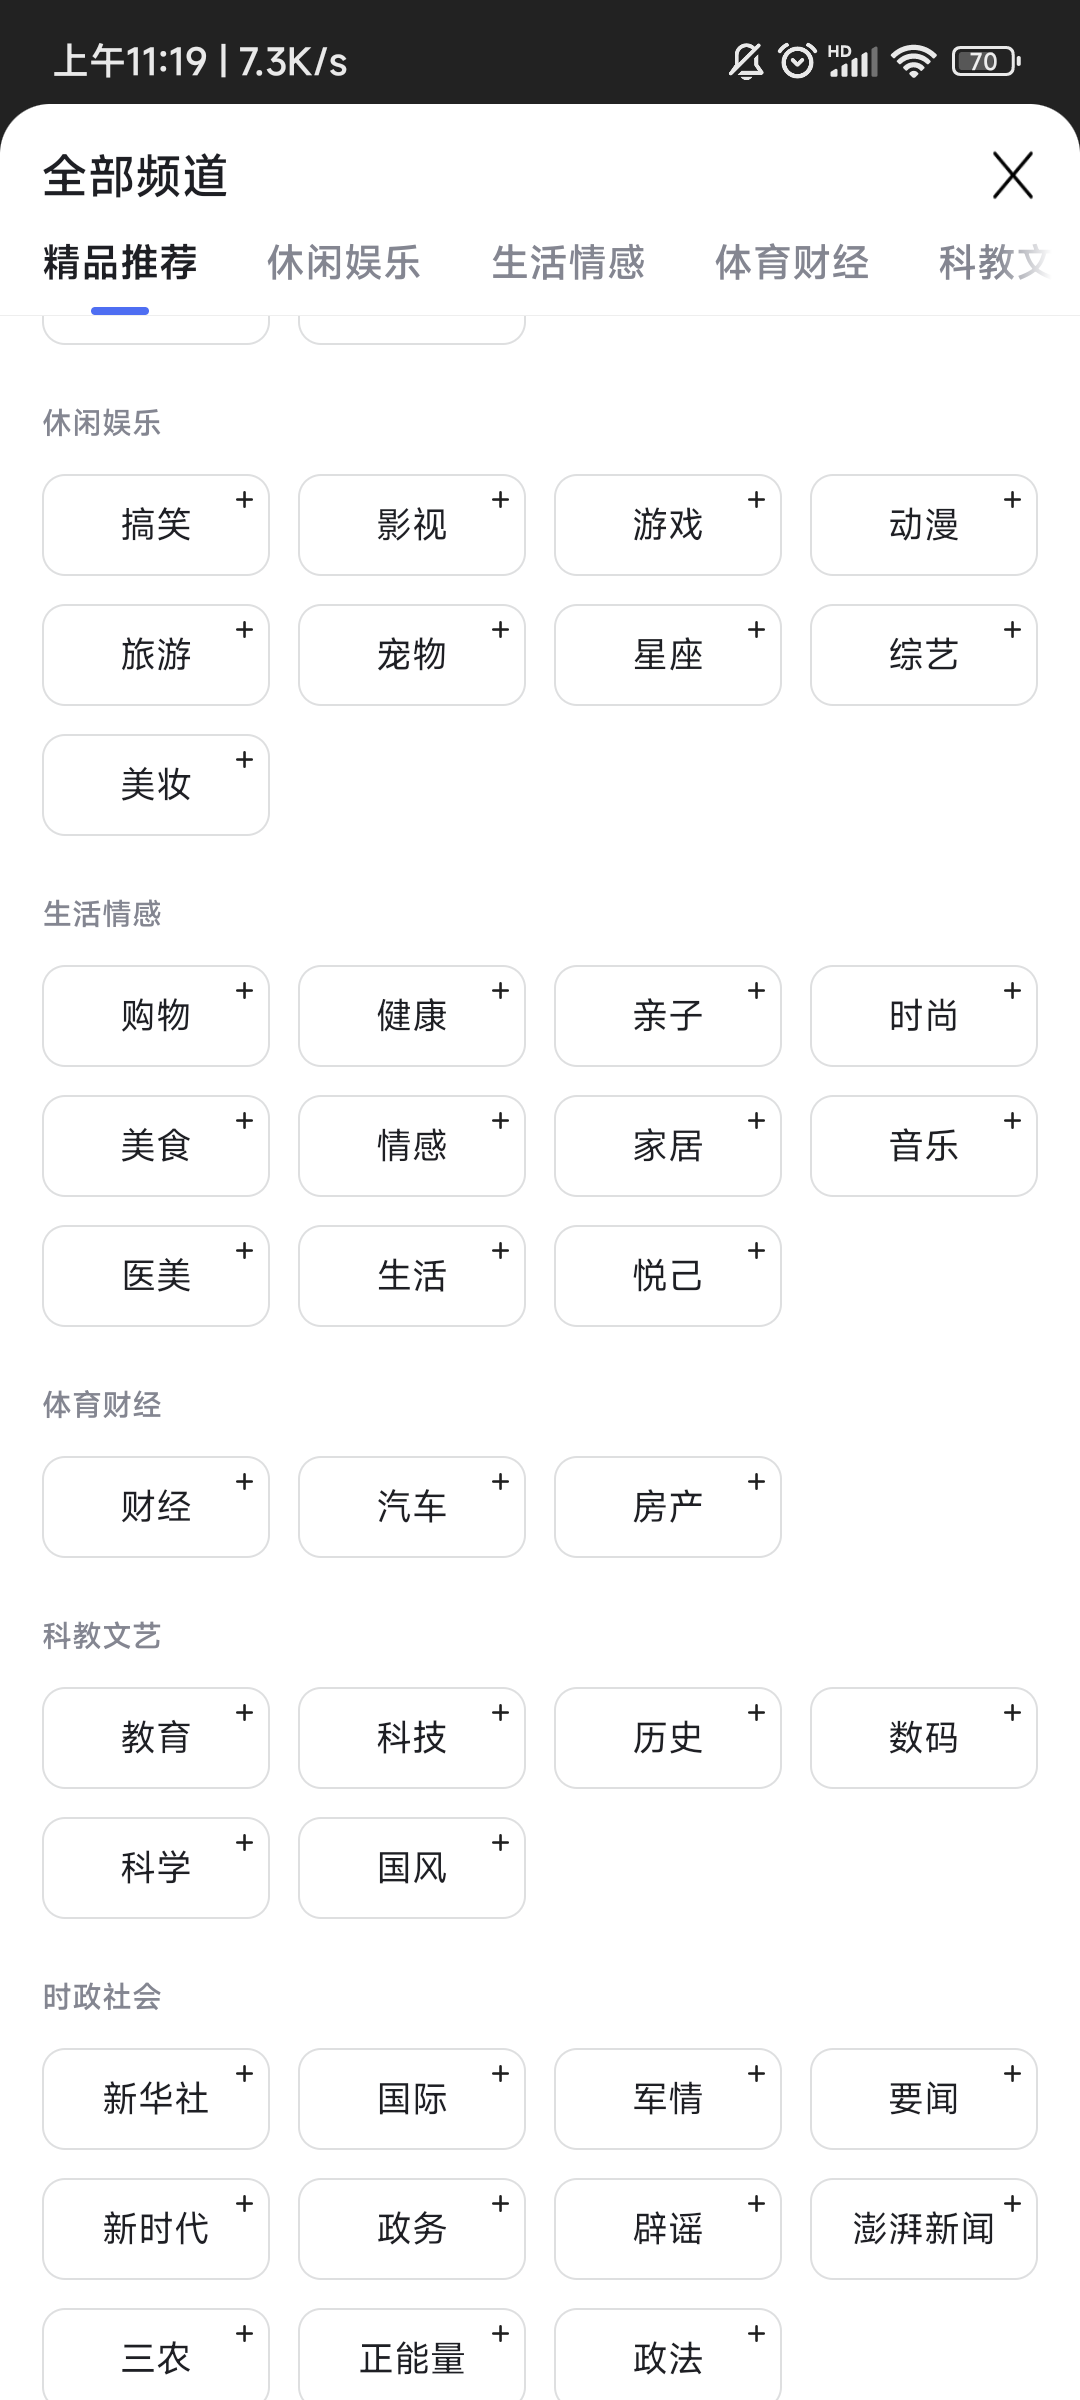 上午11:19 | 7.3K/s HD 70
全部频道
精品推荐 休闲娱乐 生活情感 体育财经 科教文
休闲娱乐
搞笑 + 影视 + 游戏 + 动漫 +
旅游 + 宠物 + 星座 + 综艺 +
美妆 +
生活情感
购物 + 健康 + 亲子 + 时尚 +
美食 + 情感 + 家居 + 音乐 +
医美 + 生活 + 悦己 +
体育财经
财经 + 汽车 + 房产 +
科教文艺
教育 + 科技 + 历史 + 数码 +
科学 + 国风 +
时政社会
新华社 + 国际 + 军情 + 要闻 +
新时代 + 政务 + 辟谣 + 澎湃新闻 +
三农 + 正能量 + 政法 +